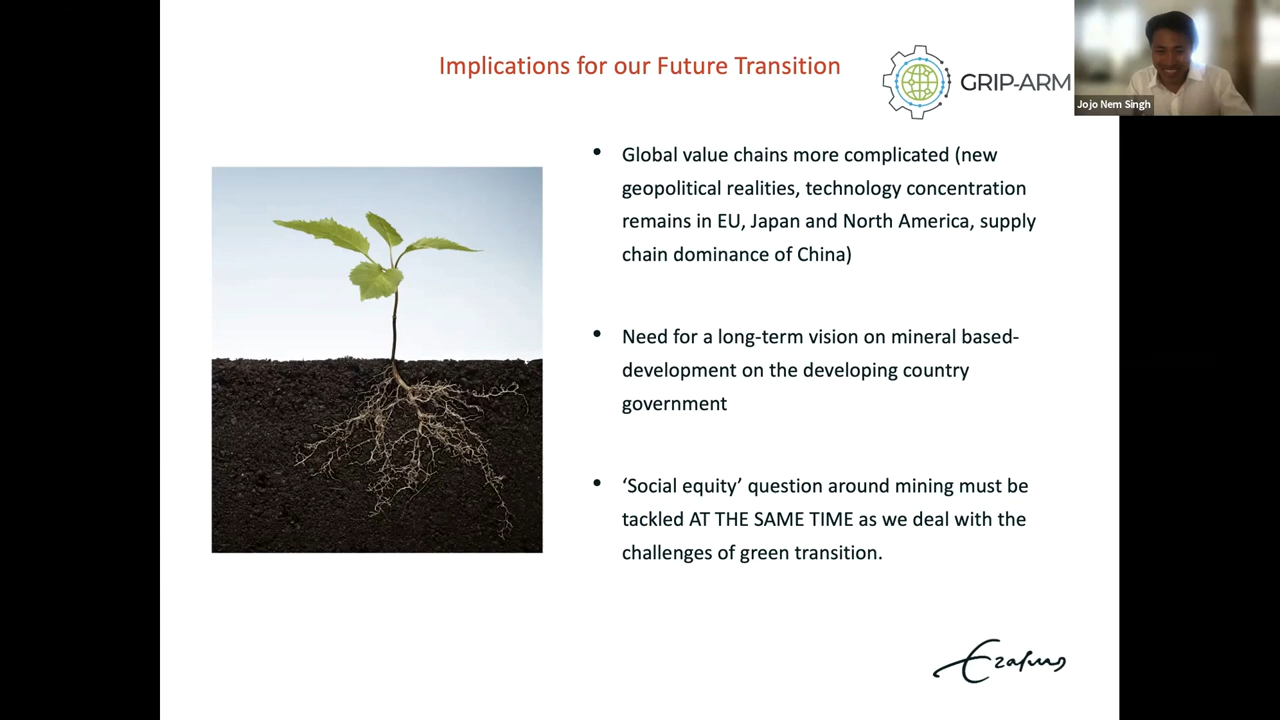 Implications for our Future Transition
GRIP-ARM
Jojo Nem Singh
• Global value chains more complicated (new
geopolitical realities, technology concentration
remains in EU, Japan and North America, supply
chain dominance of China)
• Need for a long-term vision on mineral based-
development on the developing country
government
• ‘Social equity’ question around mining must be
tackled AT THE SAME TIME as we deal with the
challenges of green transition.
Erasmus